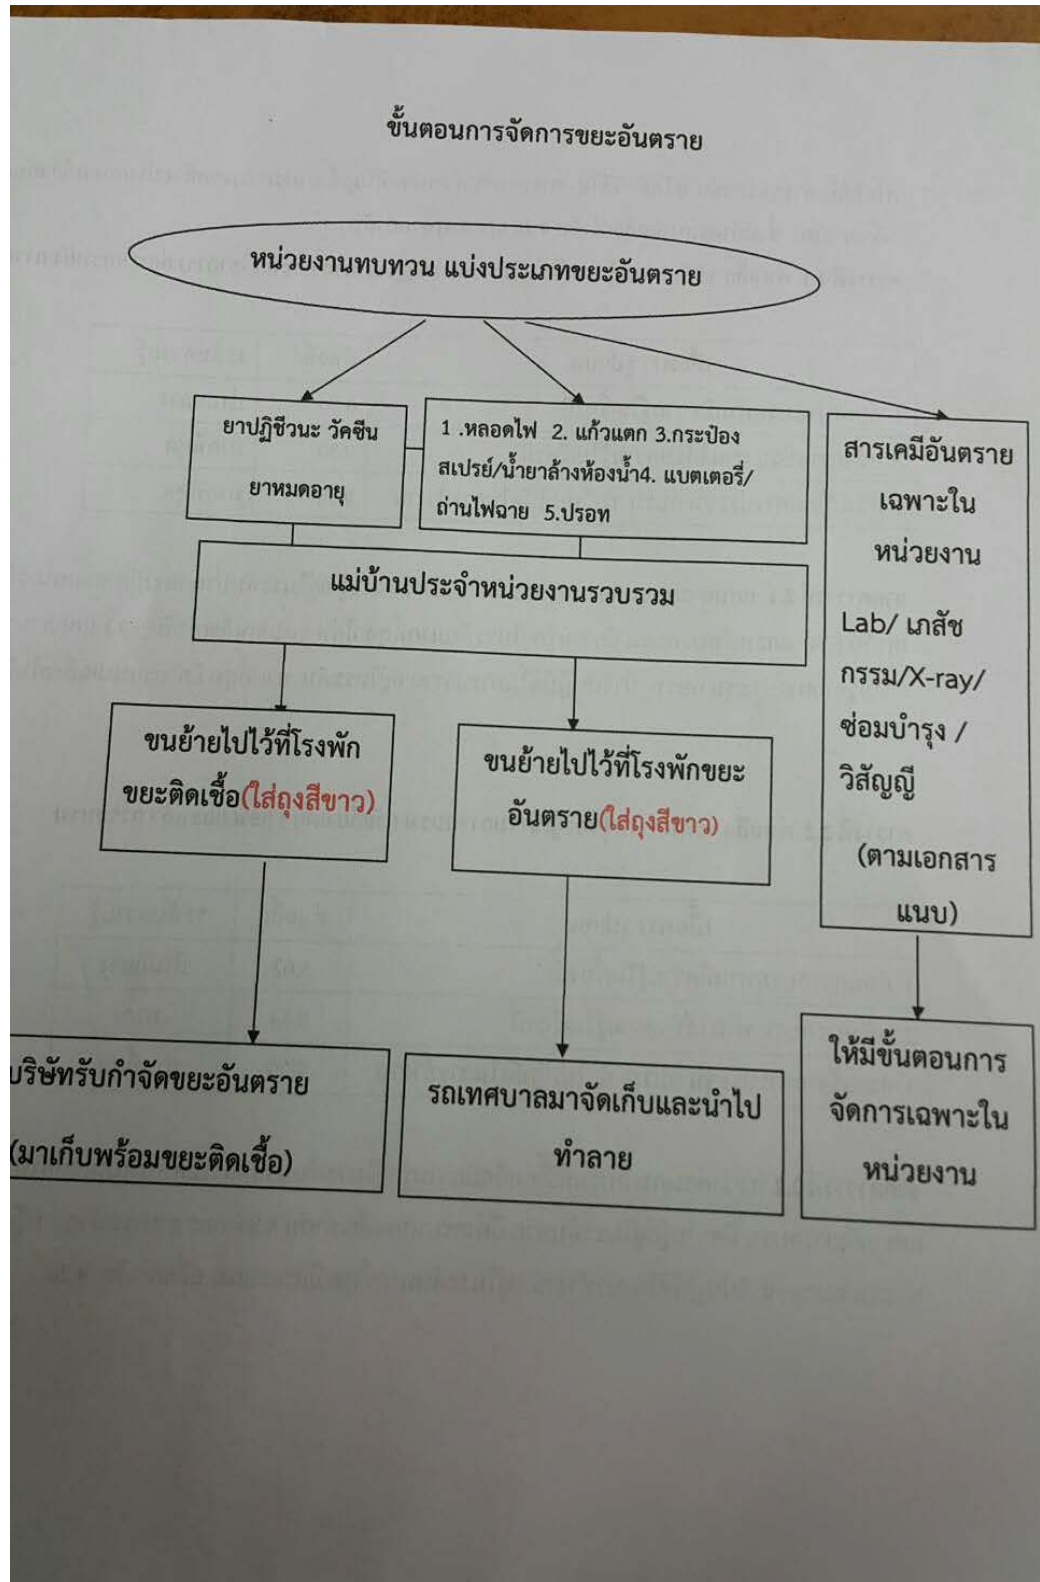 ขั้นตอนการจัดการขยะอันตราย
หน่วยงานทบทวน แบ่งประเภทขยะอันตราย
ยาปฏิชีวนะ วัคซีน
ยาหมดอายุ
1 .หลอดไฟ 2. แก้วแตก 3.กระป๋อง
สเปรย์/น้ำยาล้างห้องน้ำ4. แบตเตอรี่/
ถ่านไฟฉาย 5.ปรอท
สารเคมีอันตราย
เฉพาะใน
หน่วยงาน
Lab/ เภสัช
กรรม/X-ray/
ซ่อมบำรุง /
วิสัญญี
(ตามเอกสาร
แนบ)
แม่บ้านประจำหน่วยงานรวบรวม
ขนย้ายไปไว้ที่โรงพัก
ขยะติดเชื้อ(ใส่ถุงสีขาว)
ขนย้ายไปไว้ที่โรงพักขยะ
อันตราย(ใส่ถุงสีขาว)
บริษัทรับกำจัดขยะอันตราย
(มาเก็บพร้อมขยะติดเชื้อ)
รถเทศบาลมาจัดเก็บและนำไป
ทำลาย
ให้มีขั้นตอนการ
จัดการเฉพาะใน
หน่วยงาน